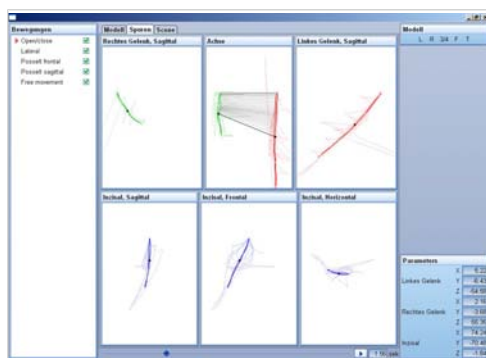 Bewegungen
Open/close
Lateral
Posselt frontal
Posselt sagittal
Free movement
Modell Spuren Szene
Rechtes Gelenk, Sagittal
Achse
Linkes Gelenk, Sagittal
Inzisal, Sagittal
Inzisal, Frontal
Inzisal, Horizontal
Modell
L R 3/4 F T
Parameters
X
Linkes Gelenk Y
Z
X
Rechtes Gelenk Y
Z
X
Inzisal Y
Z